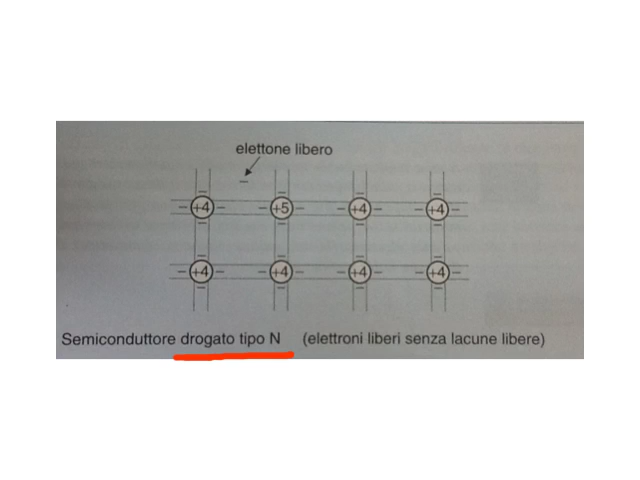 elettone libero
+4 +5 +4 +4
+4 +4 +4 +4
Semiconduttore drogato tipo N (elettroni liberi senza lacune libere)